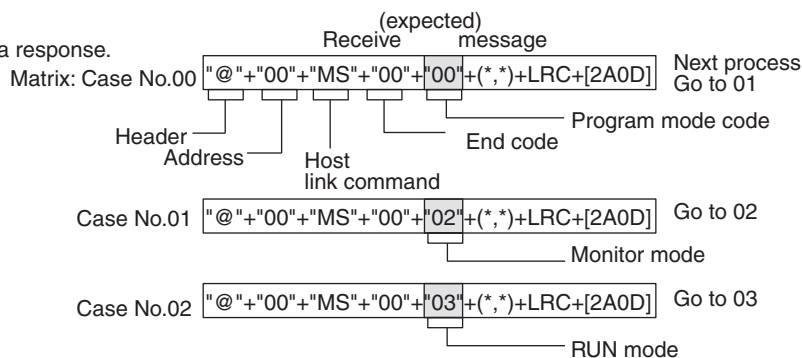 (expected)
Receive message
a response.
Matrix: Case No.00 "@"+"00"+"MS"+"00"+"00"+(*,*)+LRC+[2A0D] Next process
Go to 01
Program mode code
Header
End code
Address
Host
link command
Case No.01 "@"+"00"+"MS"+"00"+"02"+(*,*)+LRC+[2A0D] Go to 02
Monitor mode
Case No.02 "@"+"00"+"MS"+"00"+"03"+(*,*)+LRC+[2A0D] Go to 03
RUN mode